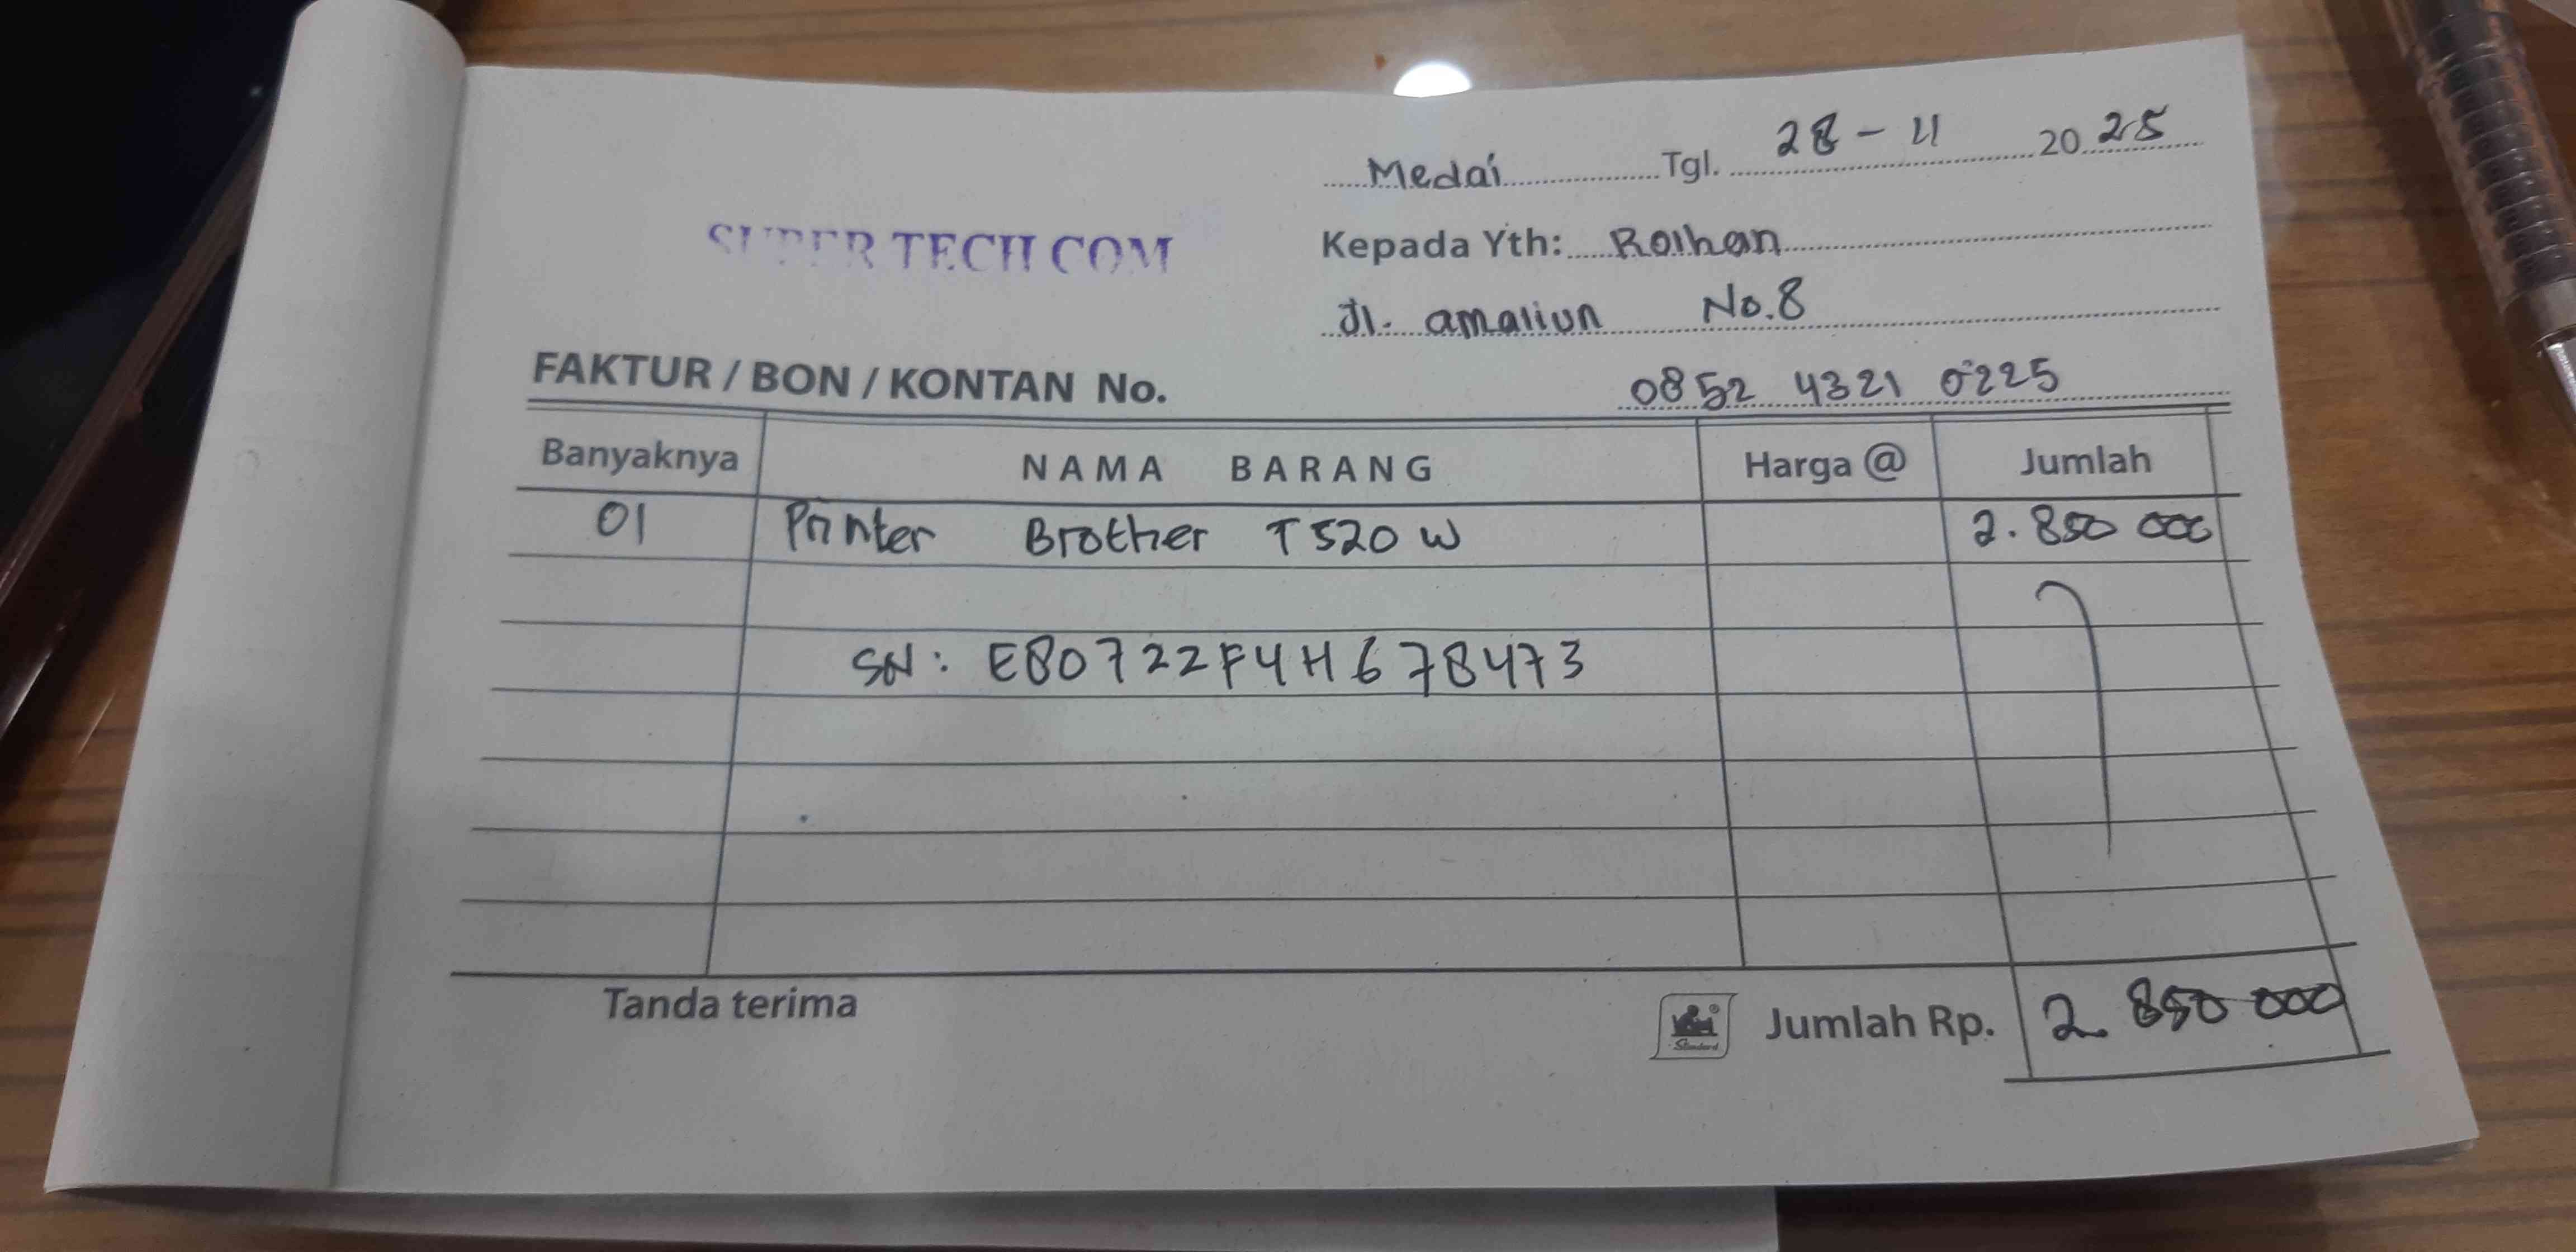 Medai Tgl. 28 - 11 2025
SUPER TECH COM
Kepada Yth: Roihan
Jl. amaliun No.8
FAKTUR / BON / KONTAN No.
0852 4321 0225
Banyaknya NAMA BARANG Harga @ Jumlah
01 Printer Brother T520 W 2.850 000
SN: E80722F4H678473
Tanda terima Jumlah Rp. 2.850 000
Standard